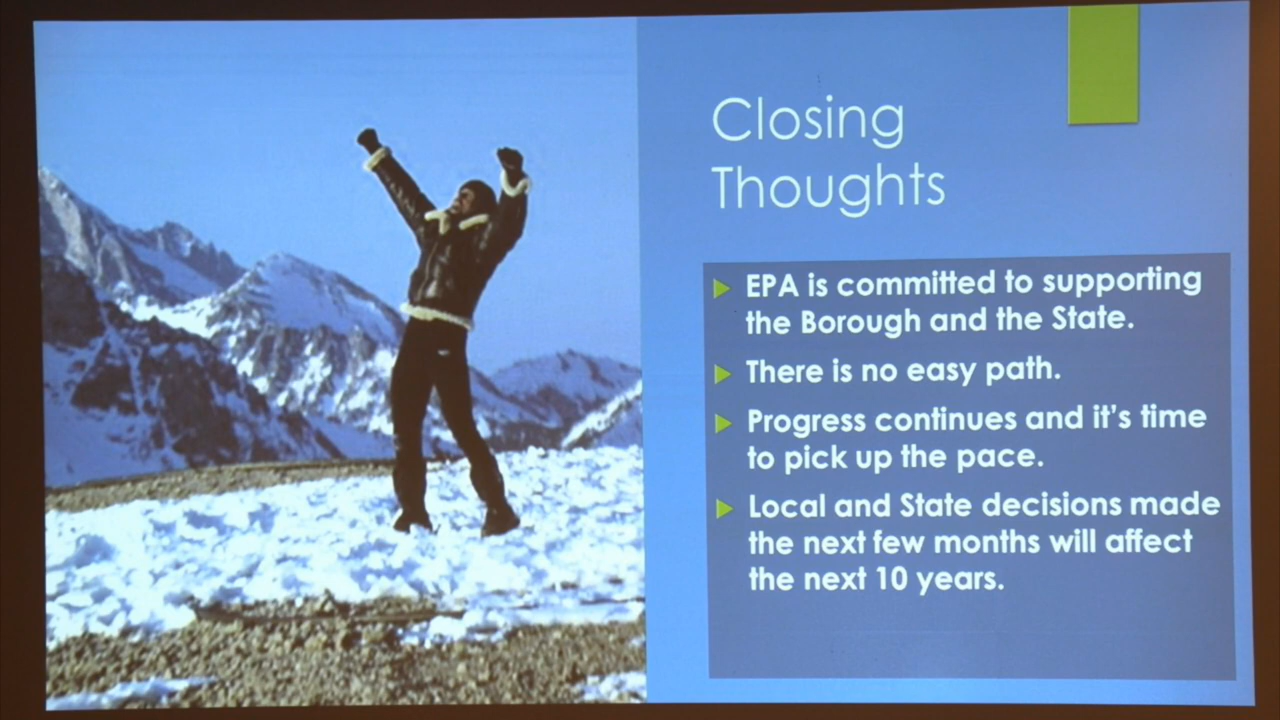 Closing
Thoughts
EPA is committed to supporting
the Borough and the State.
There is no easy path.
Progress continues and it's time
to pick up the pace.
Local and State decisions made
the next few months will affect
the next 10 years.